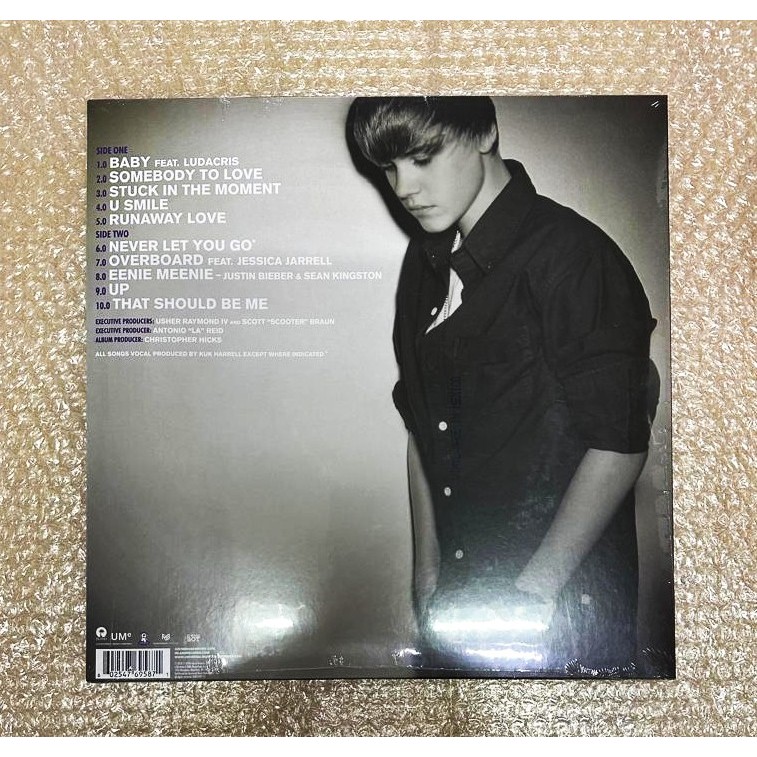 SIDE ONE
1.0 BABY FEAT. LUDACRIS
2.0 SOMEBODY TO LOVE
3.0 STUCK IN THE MOMENT
4.0 U SMILE
5.0 RUNAWAY LOVE
SIDE TWO
6.0 NEVER LET YOU GO*
7.0 OVERBOARD FEAT. JESSICA JARRELL
8.0 EENIE MEENIE – JUSTIN BIEBER & SEAN KINGSTON
9.0 UP
10.0 THAT SHOULD BE ME
EXECUTIVE PRODUCERS: USHER RAYMOND IV AND SCOTT "SCOOTER" BRAUN
EXECUTIVE PRODUCER: ANTONIO "LA" REID
ALBUM PRODUCER: CHRISTOPHER HICKS
ALL SONGS VOCAL PRODUCED BY KUK HARRELL EXCEPT WHERE INDICATED*
UMe
6 02547 69587 1